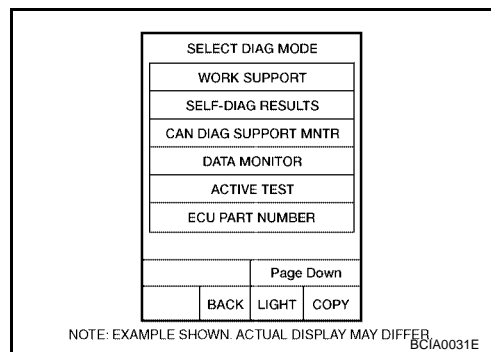 SELECT DIAG MODE
WORK SUPPORT
SELF-DIAG RESULTS
CAN DIAG SUPPORT MNTR
DATA MONITOR
ACTIVE TEST
ECU PART NUMBER
Page Down
BACK LIGHT COPY
NOTE: EXAMPLE SHOWN. ACTUAL DISPLAY MAY DIFFER.
BCIA0031E